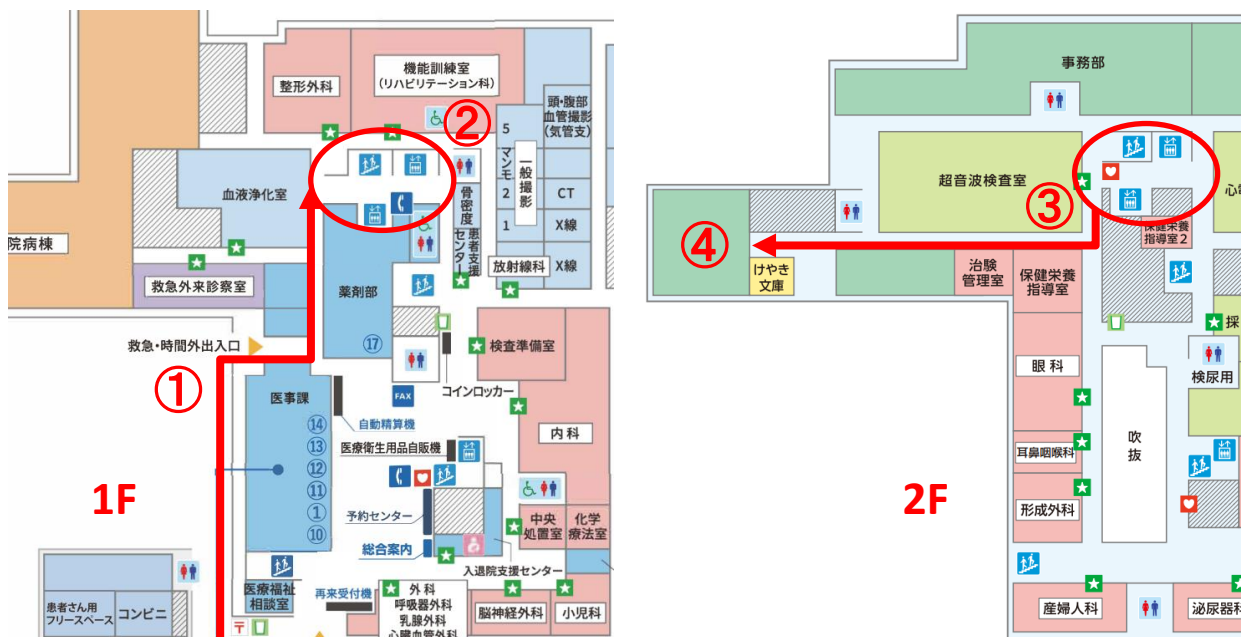 整形外科
機能訓練室
(リハビリテーション科)
②
頭・腹部
血管撮影
(気管支)
5
マンモ
2
1
一般撮影
CT
X線
X線
放射線科
血液浄化室
骨密度
患者支援
センター
院病棟
救急外来診察室
薬剤部
⑰
救急・時間外出入口
①
検査準備室
コインロッカー
FAX
医事課
自動精算機
⑭
⑬
⑫
⑪
①
⑩
医療衛生用品自販機
内科
1F
予約センター
総合案内
中央
処置室
化学
療法室
入退院支援センター
医療福祉
相談室
再来受付機
外科
呼吸器外科
乳腺外科
心臓血管外科
脳神経外科
小児科
患者さん用
フリースペース
コンビニ
〒
事務部
超音波検査室
③
心電
④
保健栄養
指導室2
けやき
文庫
治験
管理室
保健栄養
指導室
採
眼科
検尿用
吹抜
耳鼻咽喉科
2F
形成外科
産婦人科
泌尿器科